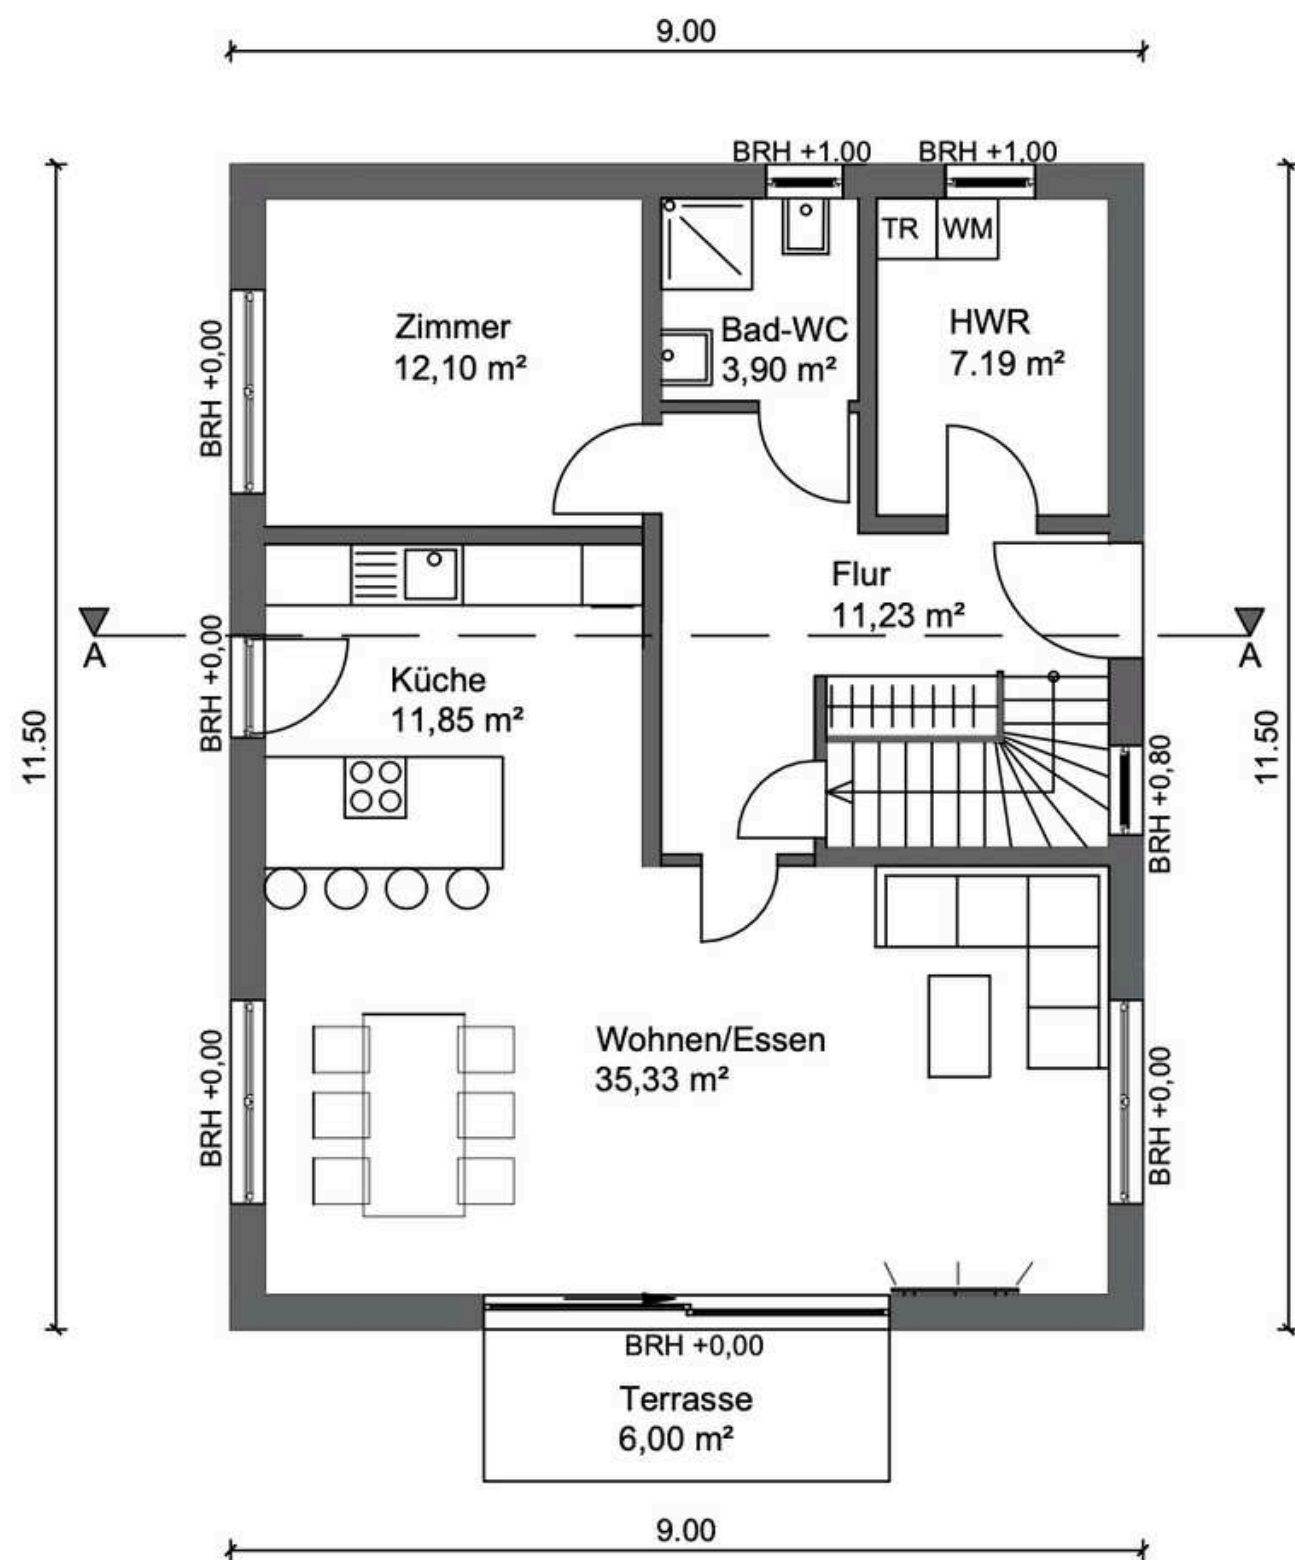 9.00
BRH +1.00
BRH +1,00
TR
WM
Zimmer
12,10 m²
Bad-WC
3,90 m²
HWR
7.19 m²
BRH +0,00
Flur
11,23 m²
A
A
BRH +0,00
Küche
11,85 m²
11.50
11.50
BRH +0,80
Wohnen/Essen
35,33 m²
BRH +0,00
BRH +0,00
BRH +0,00
Terrasse
6,00 m²
9.00